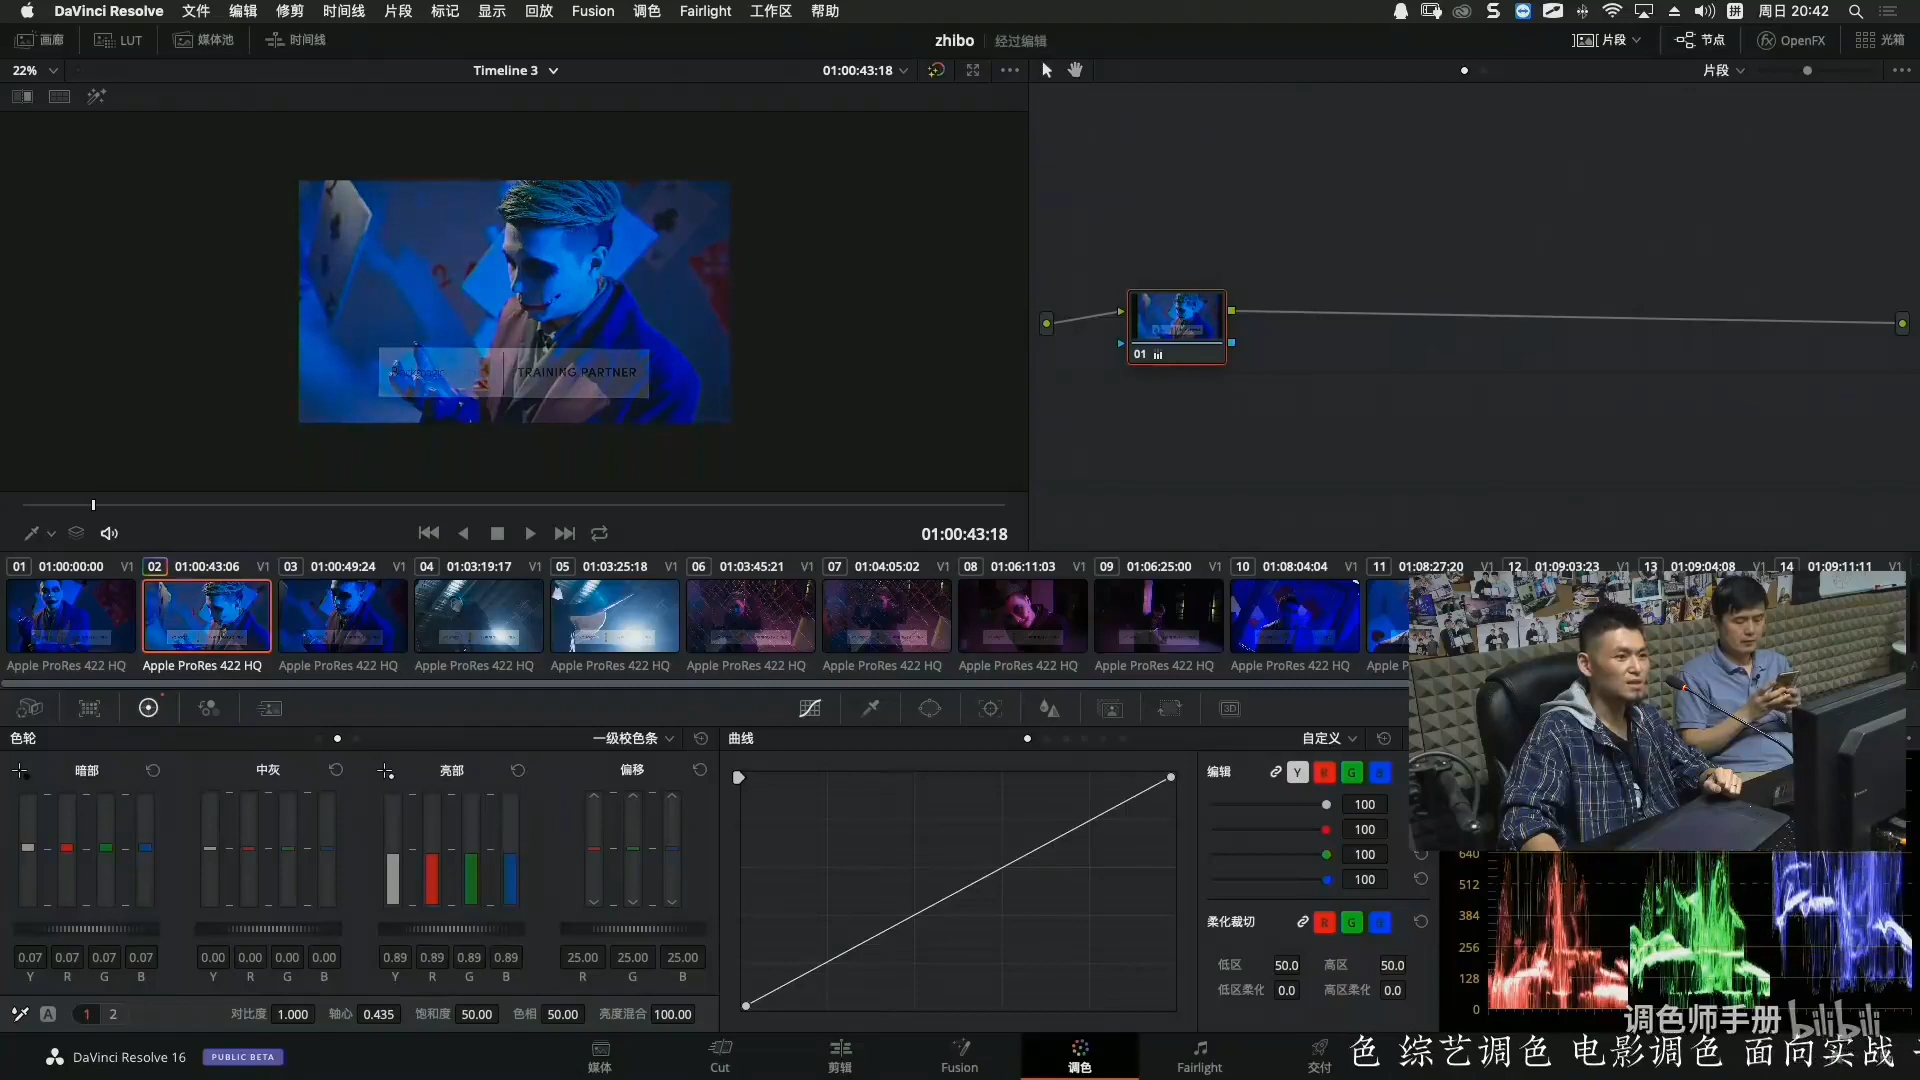 DaVinci Resolve 文件 编辑 修剪 时间线 片段 标记 显示 回放 Fusion 调色 Fairlight 工作区 帮助 周日 20:42
画廊 LUT 媒体池 时间线 zhibo 经过编辑 片段 节点 OpenFX 光箱
22% Timeline 3 01:00:43:18 片段
TRAINING PARTNER
01
01:00:43:18
01 01:00:00:00 V1 02 01:00:43:06 V1 03 01:00:49:24 V1 04 01:03:19:17 V1 05 01:03:25:18 V1 06 01:03:45:21 V1 07 01:04:05:02 V1 08 01:06:11:03 V1 09 01:06:25:00 V1 10 01:08:04:04 V1 11 01:08:27:20 V1 12 01:09:03:23 V1 13 01:09:04:08 V1 14 01:09:11:11 V1
Apple ProRes 422 HQ Apple ProRes 422 HQ Apple ProRes 422 HQ Apple ProRes 422 HQ Apple ProRes 422 HQ Apple ProRes 422 HQ Apple ProRes 422 HQ Apple ProRes 422 HQ Apple ProRes 422 HQ Apple ProRes 422 HQ Apple P
3D
色轮 一级校色条 曲线 自定义
暗部 中灰 亮部 偏移 编辑 Y R G B
100
100
100
100
640
512
384
256
128
0
柔化裁切 R G B
0.07 0.07 0.07 0.07 0.00 0.00 0.00 0.00 0.89 0.89 0.89 0.89 25.00 25.00 25.00
Y R G B Y R G B Y R G B R G B
低区 50.0 高区 50.0
低区柔化 0.0 高区柔化 0.0
A 1 2 对比度 1.000 轴心 0.435 饱和度 50.00 色相 50.00 亮度混合 100.00
调色师手册 bilibili
色 综艺调色 电影调色 面向实战
DaVinci Resolve 16 PUBLIC BETA
媒体 Cut 剪辑 Fusion 调色 Fairlight 交付